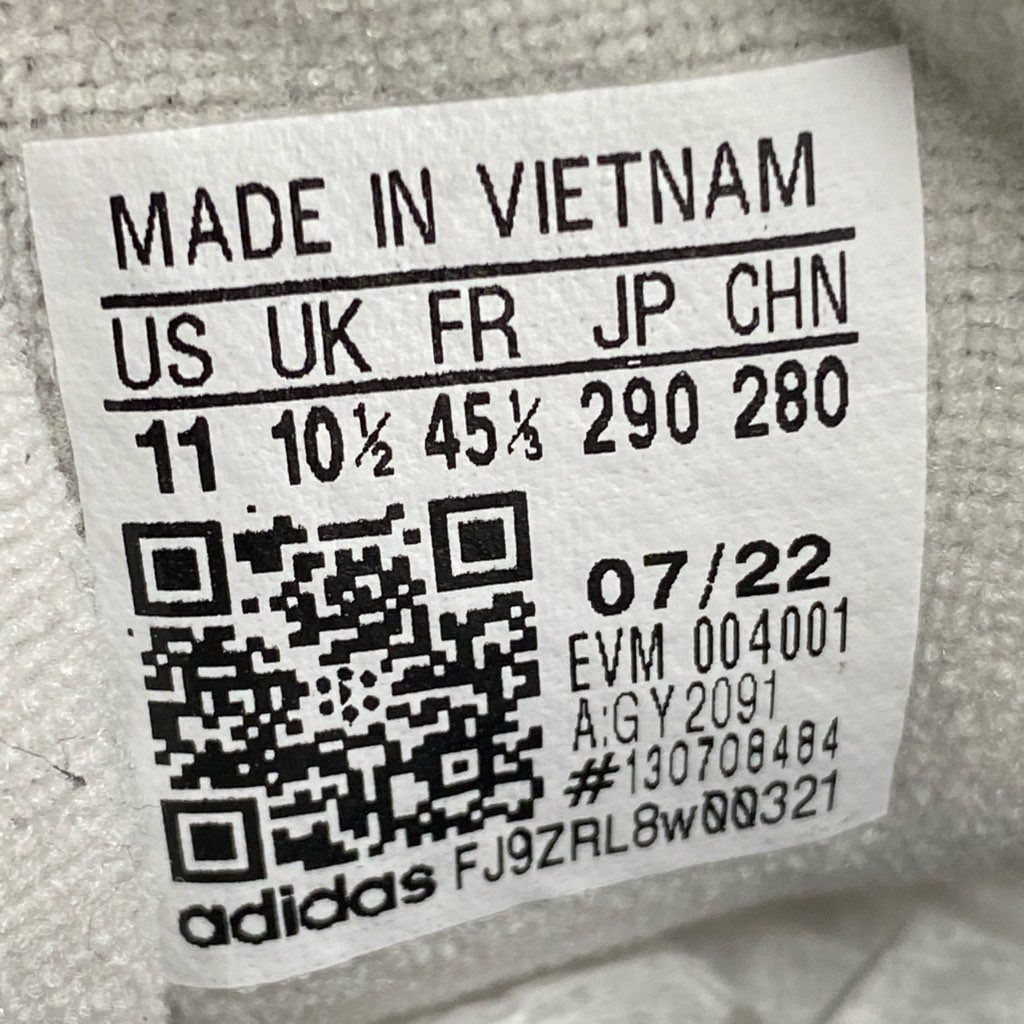 MADE IN VIETNAM
US UK FR JP CHN
11 10½ 45⅓ 290 280
07/22
EVM 004001
A:GY2091
#130708484
adidas FJ9ZRL8w00321